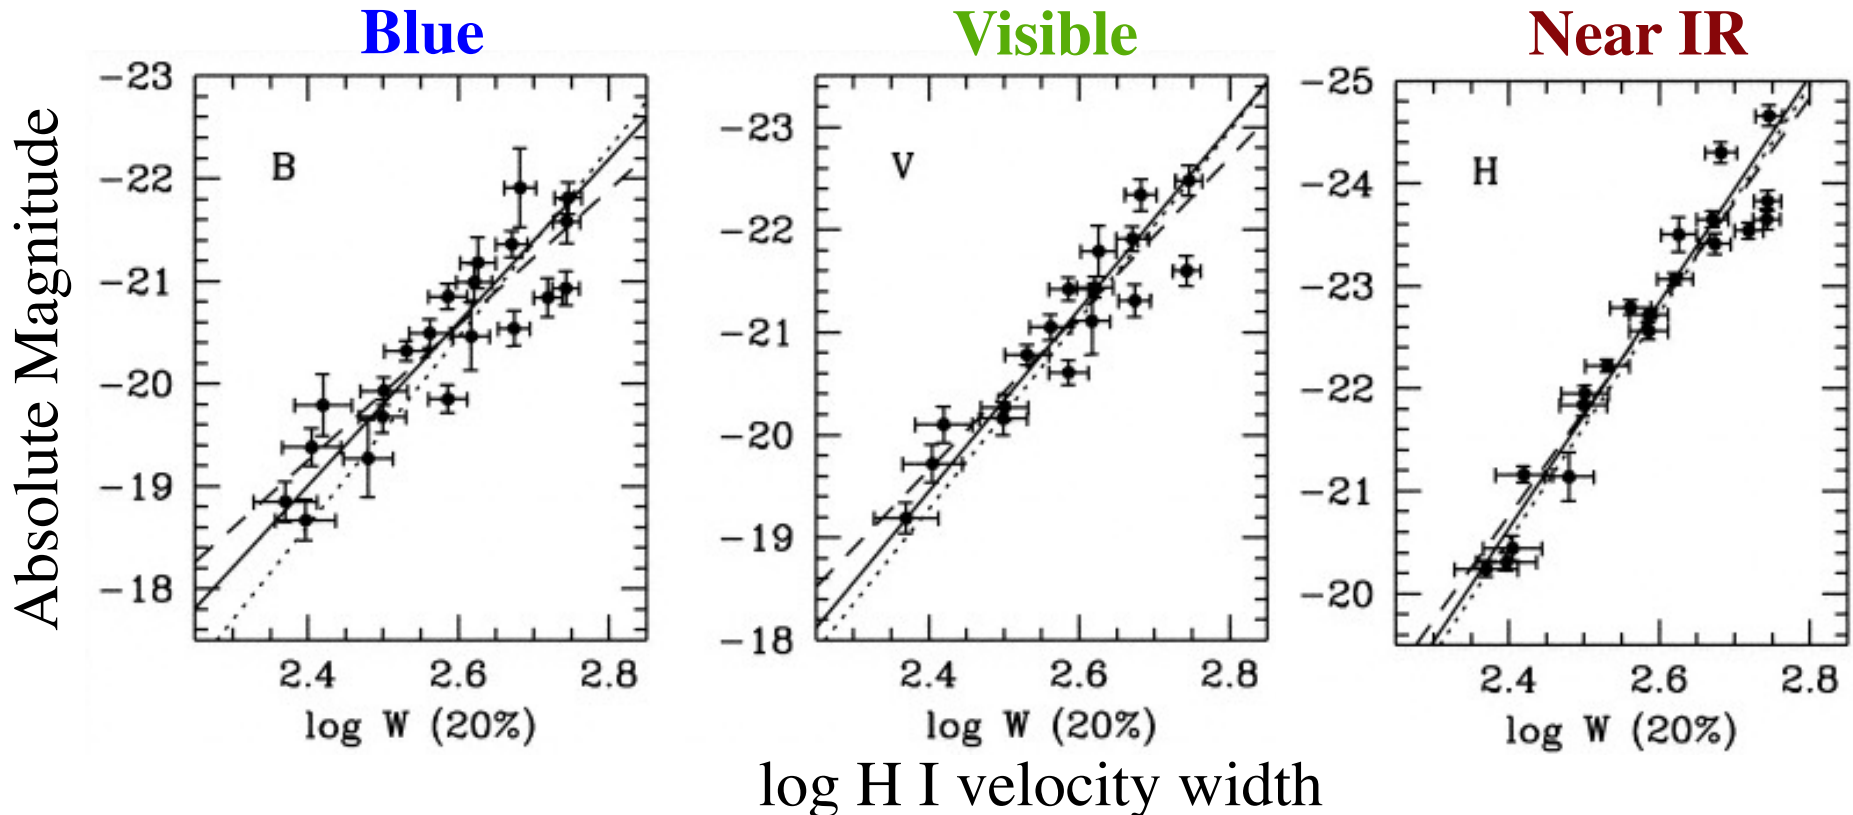 Blue
Visible
Near IR
Absolute Magnitude
−23
−22
−21
−20
−19
−18
B
2.4 2.6 2.8
log W (20%)
−23
−22
−21
−20
−19
−18
V
2.4 2.6 2.8
log W (20%)
−25
−24
−23
−22
−21
−20
H
2.4 2.6 2.8
log W (20%)
log H I velocity width